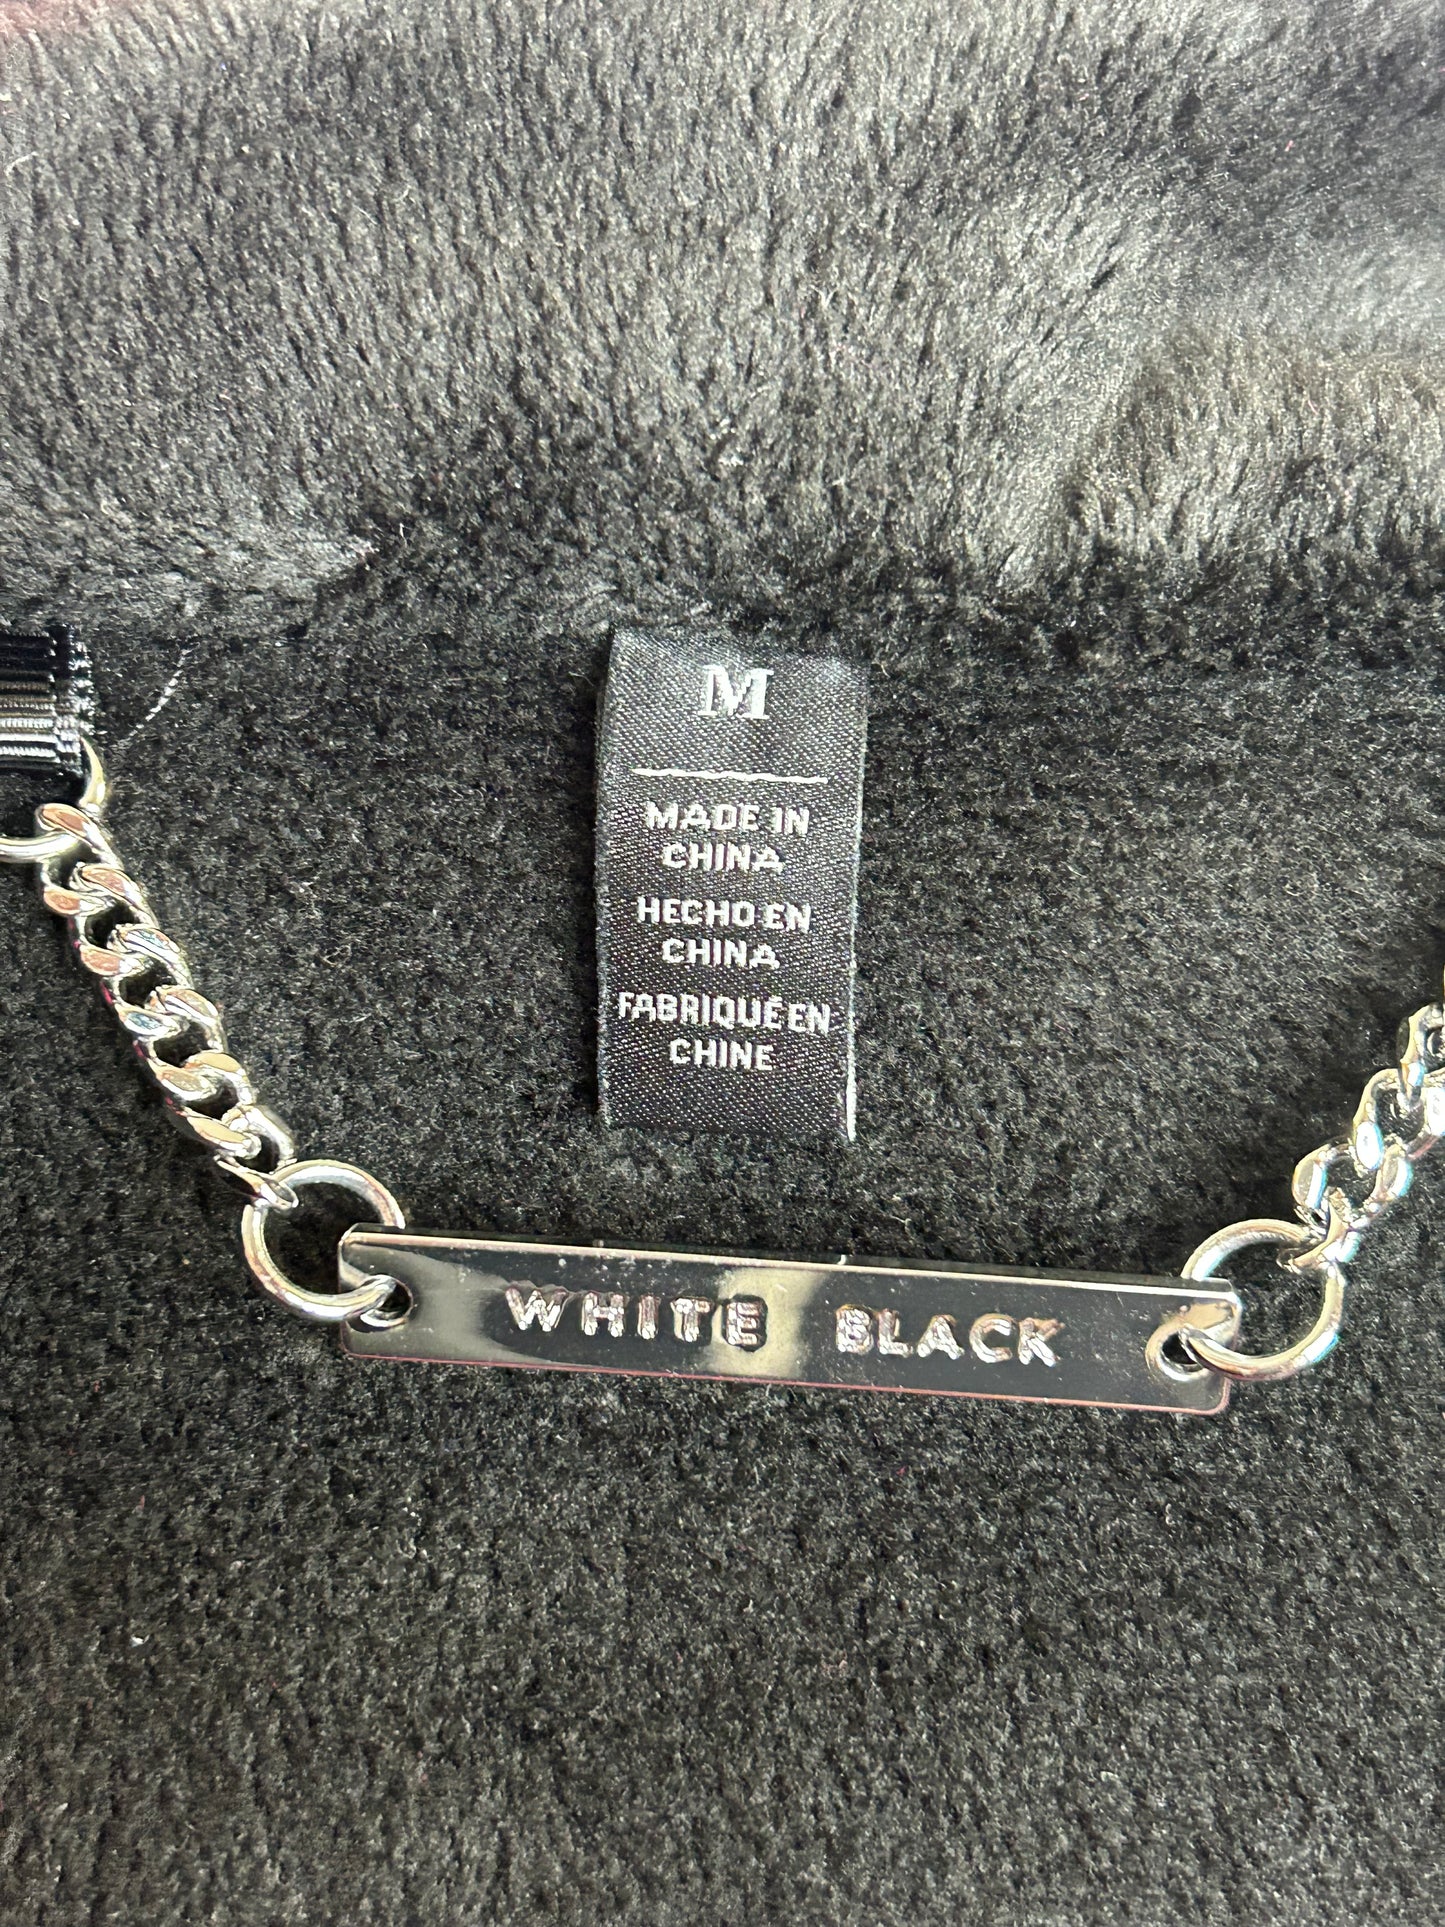 M
MADE IN
CHINA
HECHO EN
CHINA
FABRIQUÉ EN
CHINE
WHITE BLACK